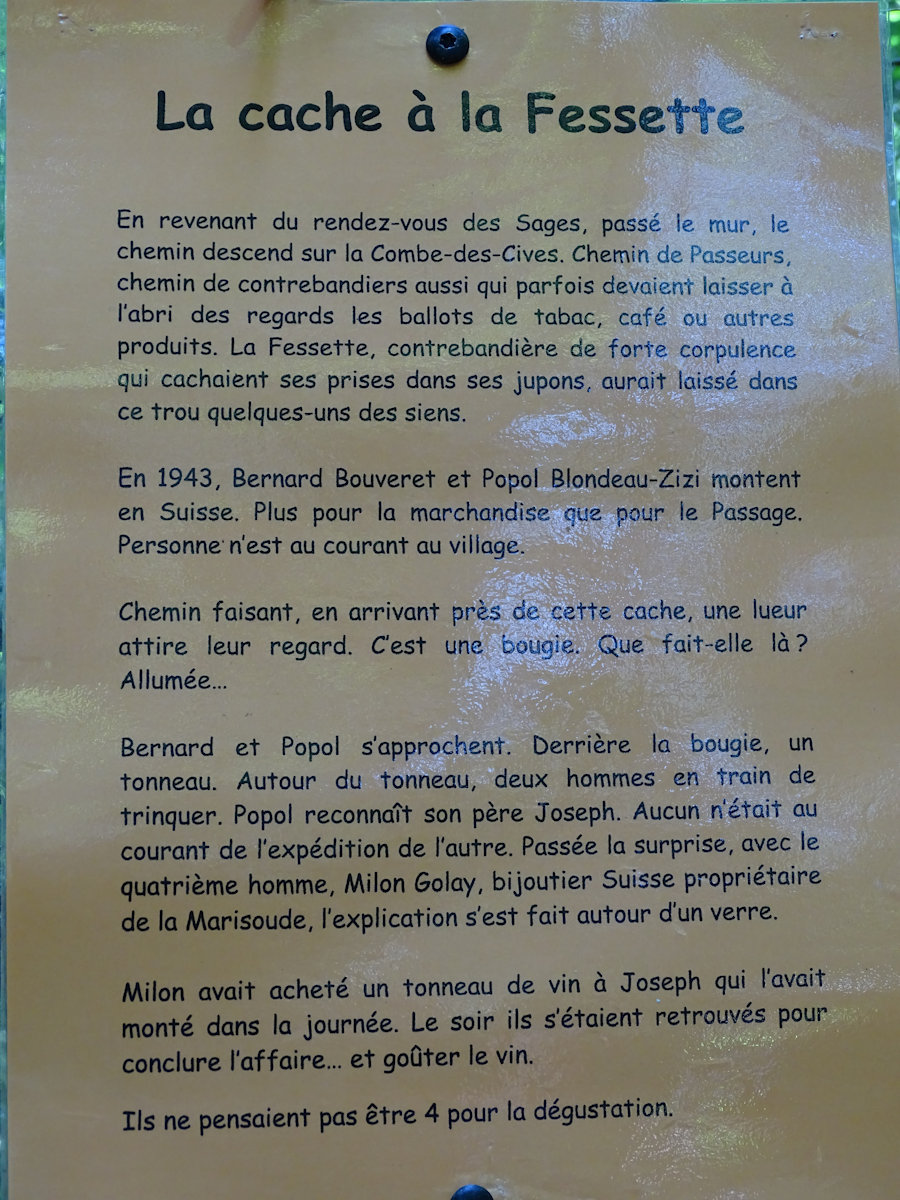 La cache à la Fessette
En revenant du rendez-vous des Sages, passé le mur, le
chemin descend sur la Combe-des-Cives. Chemin de Passeurs,
chemin de contrebandiers aussi qui parfois devaient laisser à
l'abri des regards les ballots de tabac, café ou autres
produits. La Fessette, contrebandière de forte corpulence
qui cachaient ses prises dans ses jupons, aurait laissé dans
ce trou quelques-uns des siens.
En 1943, Bernard Bouveret et Popol Blondeau-Zizi montent
en Suisse. Plus pour la marchandise que pour le Passage.
Personne n'est au courant au village.
Chemin faisant, en arrivant près de cette cache, une lueur
attire leur regard. C'est une bougie. Que fait-elle là ?
Allumée...
Bernard et Popol s'approchent. Derrière la bougie, un
tonneau. Autour du tonneau, deux hommes en train de
trinquer. Popol reconnaît son père Joseph. Aucun n'était au
courant de l'expédition de l'autre. Passée la surprise, avec le
quatrième homme, Milon Golay, bijoutier Suisse propriétaire
de la Marisoude, l'explication s'est fait autour d'un verre.
Milon avait acheté un tonneau de vin à Joseph qui l'avait
monté dans la journée. Le soir ils s'étaient retrouvés pour
conclure l'affaire... et goûter le vin.
Ils ne pensaient pas être 4 pour la dégustation.